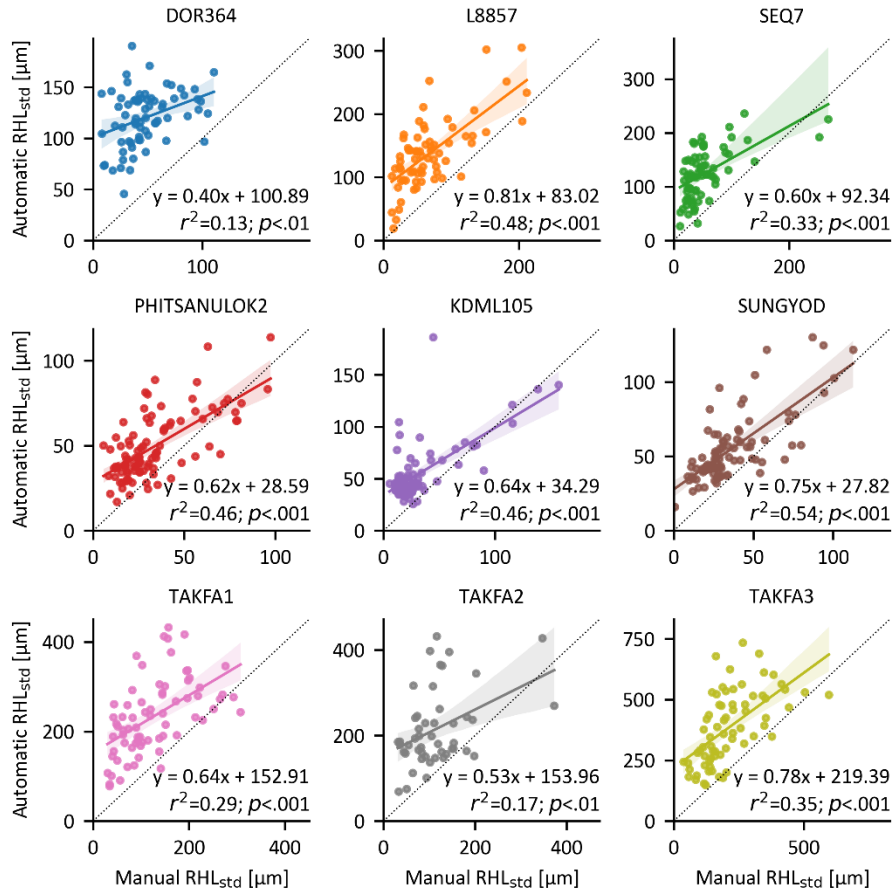 DOR364
L8857
SEQ7
Automatic RHLstd [µm]
150
100
50
0
0
100
y = 0.40x + 100.89
r²=0.13; p<.01
300
200
100
0
0
200
y = 0.81x + 83.02
r²=0.48; p<.001
300
200
100
0
0
200
y = 0.60x + 92.34
r²=0.33; p<.001
PHITSANULOK2
KDML105
SUNGYOD
Automatic RHLstd [µm]
100
50
0
0
50
100
y = 0.62x + 28.59
r²=0.46; p<.001
150
100
50
0
0
100
y = 0.64x + 34.29
r²=0.46; p<.001
100
50
0
0
50
100
y = 0.75x + 27.82
r²=0.54; p<.001
TAKFA1
TAKFA2
TAKFA3
Automatic RHLstd [µm]
400
200
0
0
200
400
y = 0.64x + 152.91
r²=0.29; p<.001
Manual RHLstd [µm]
400
200
0
0
200
400
y = 0.53x + 153.96
r²=0.17; p<.01
Manual RHLstd [µm]
750
500
250
0
0
500
y = 0.78x + 219.39
r²=0.35; p<.001
Manual RHLstd [µm]